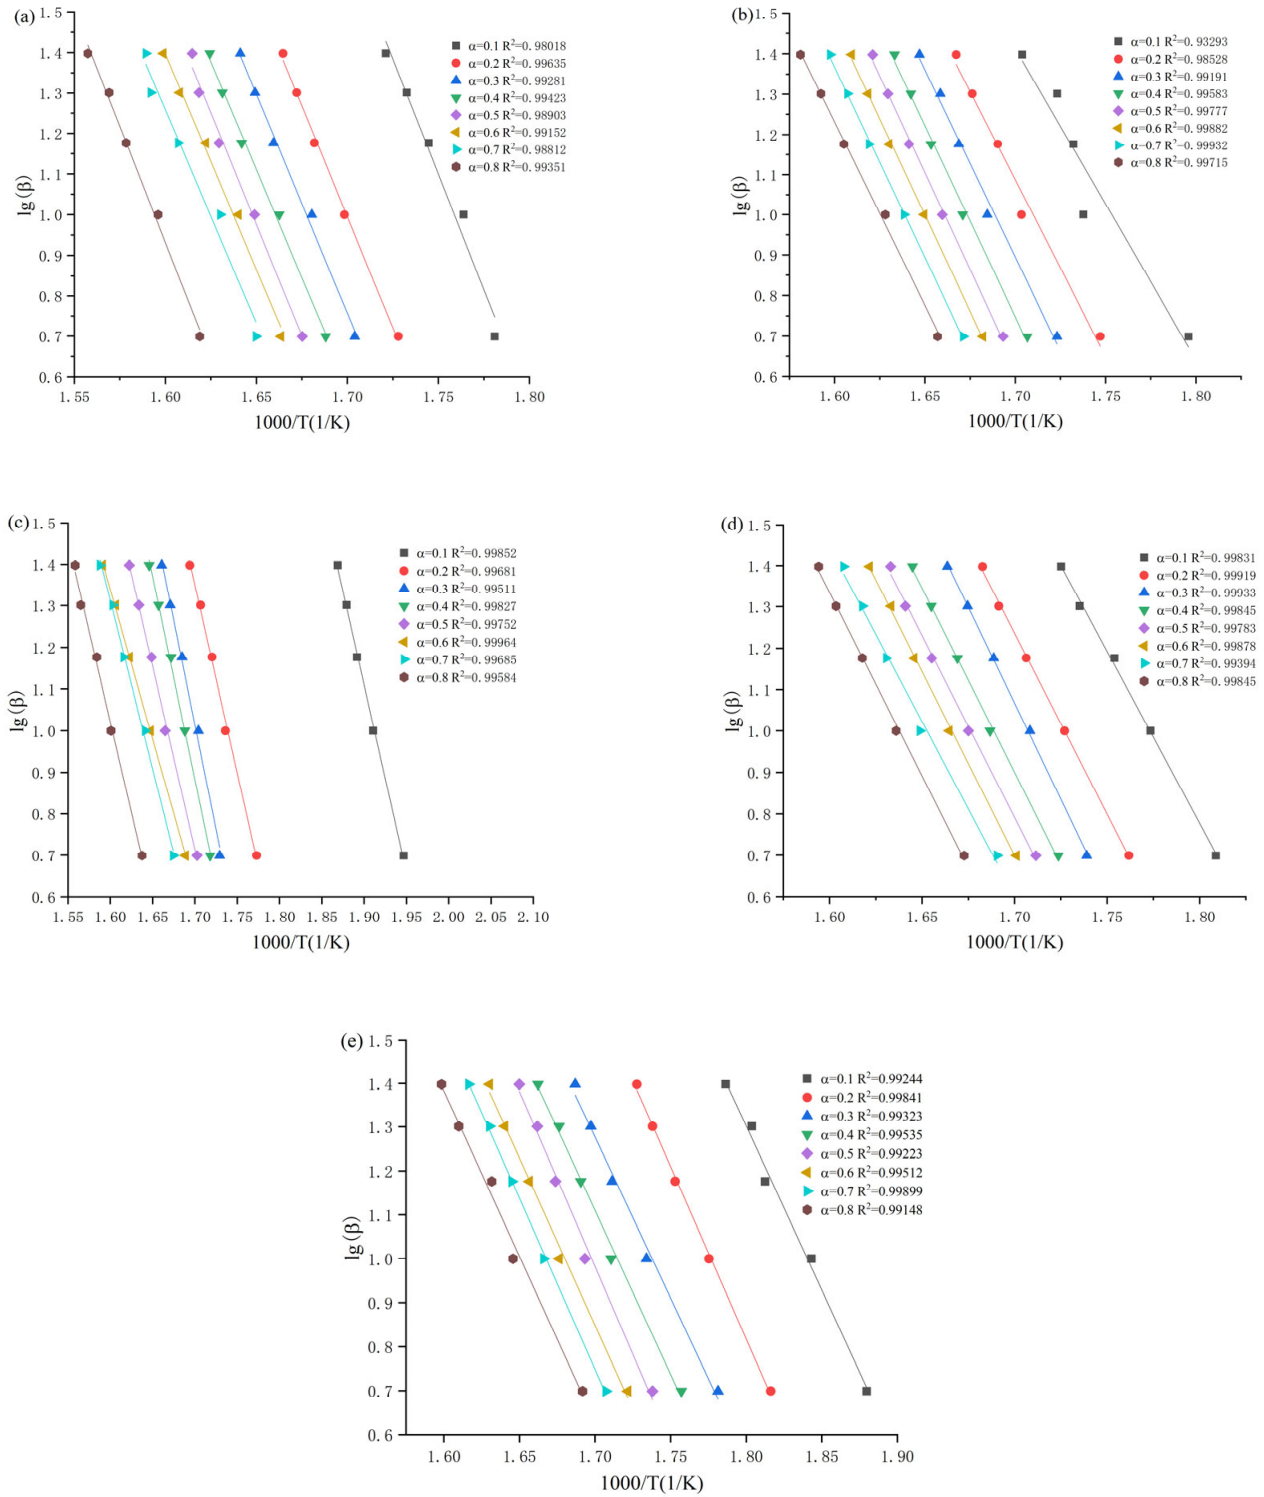 (a)
1.5
1.4
1.3
1.2
1.1
1.0
0.9
0.8
0.7
0.6
lg(β)
α=0.1 R²=0.98018
α=0.2 R²=0.99635
α=0.3 R²=0.99281
α=0.4 R²=0.99423
α=0.5 R²=0.98903
α=0.6 R²=0.99152
α=0.7 R²=0.98812
α=0.8 R²=0.99351
1.55 1.60 1.65 1.70 1.75 1.80
1000/T(1/K)
(b)
1.5
1.4
1.3
1.2
1.1
1.0
0.9
0.8
0.7
0.6
lg(β)
α=0.1 R²=0.93293
α=0.2 R²=0.98528
α=0.3 R²=0.99191
α=0.4 R²=0.99583
α=0.5 R²=0.99777
α=0.6 R²=0.99882
α=0.7 R²=0.99932
α=0.8 R²=0.99715
1.60 1.65 1.70 1.75 1.80
1000/T(1/K)
(c)
1.5
1.4
1.3
1.2
1.1
1.0
0.9
0.8
0.7
0.6
lg(β)
α=0.1 R²=0.99852
α=0.2 R²=0.99681
α=0.3 R²=0.99511
α=0.4 R²=0.99827
α=0.5 R²=0.99752
α=0.6 R²=0.99964
α=0.7 R²=0.99685
α=0.8 R²=0.99584
1.55 1.60 1.65 1.70 1.75 1.80 1.85 1.90 1.95 2.00 2.05 2.10
1000/T(1/K)
(d)
1.5
1.4
1.3
1.2
1.1
1.0
0.9
0.8
0.7
0.6
lg(β)
α=0.1 R²=0.99831
α=0.2 R²=0.99919
α=0.3 R²=0.99933
α=0.4 R²=0.99845
α=0.5 R²=0.99783
α=0.6 R²=0.99878
α=0.7 R²=0.99394
α=0.8 R²=0.99845
1.60 1.65 1.70 1.75 1.80
1000/T(1/K)
(e)
1.5
1.4
1.3
1.2
1.1
1.0
0.9
0.8
0.7
0.6
lg(β)
α=0.1 R²=0.99244
α=0.2 R²=0.99841
α=0.3 R²=0.99323
α=0.4 R²=0.99535
α=0.5 R²=0.99223
α=0.6 R²=0.99512
α=0.7 R²=0.99899
α=0.8 R²=0.99148
1.60 1.65 1.70 1.75 1.80 1.85 1.90
1000/T(1/K)